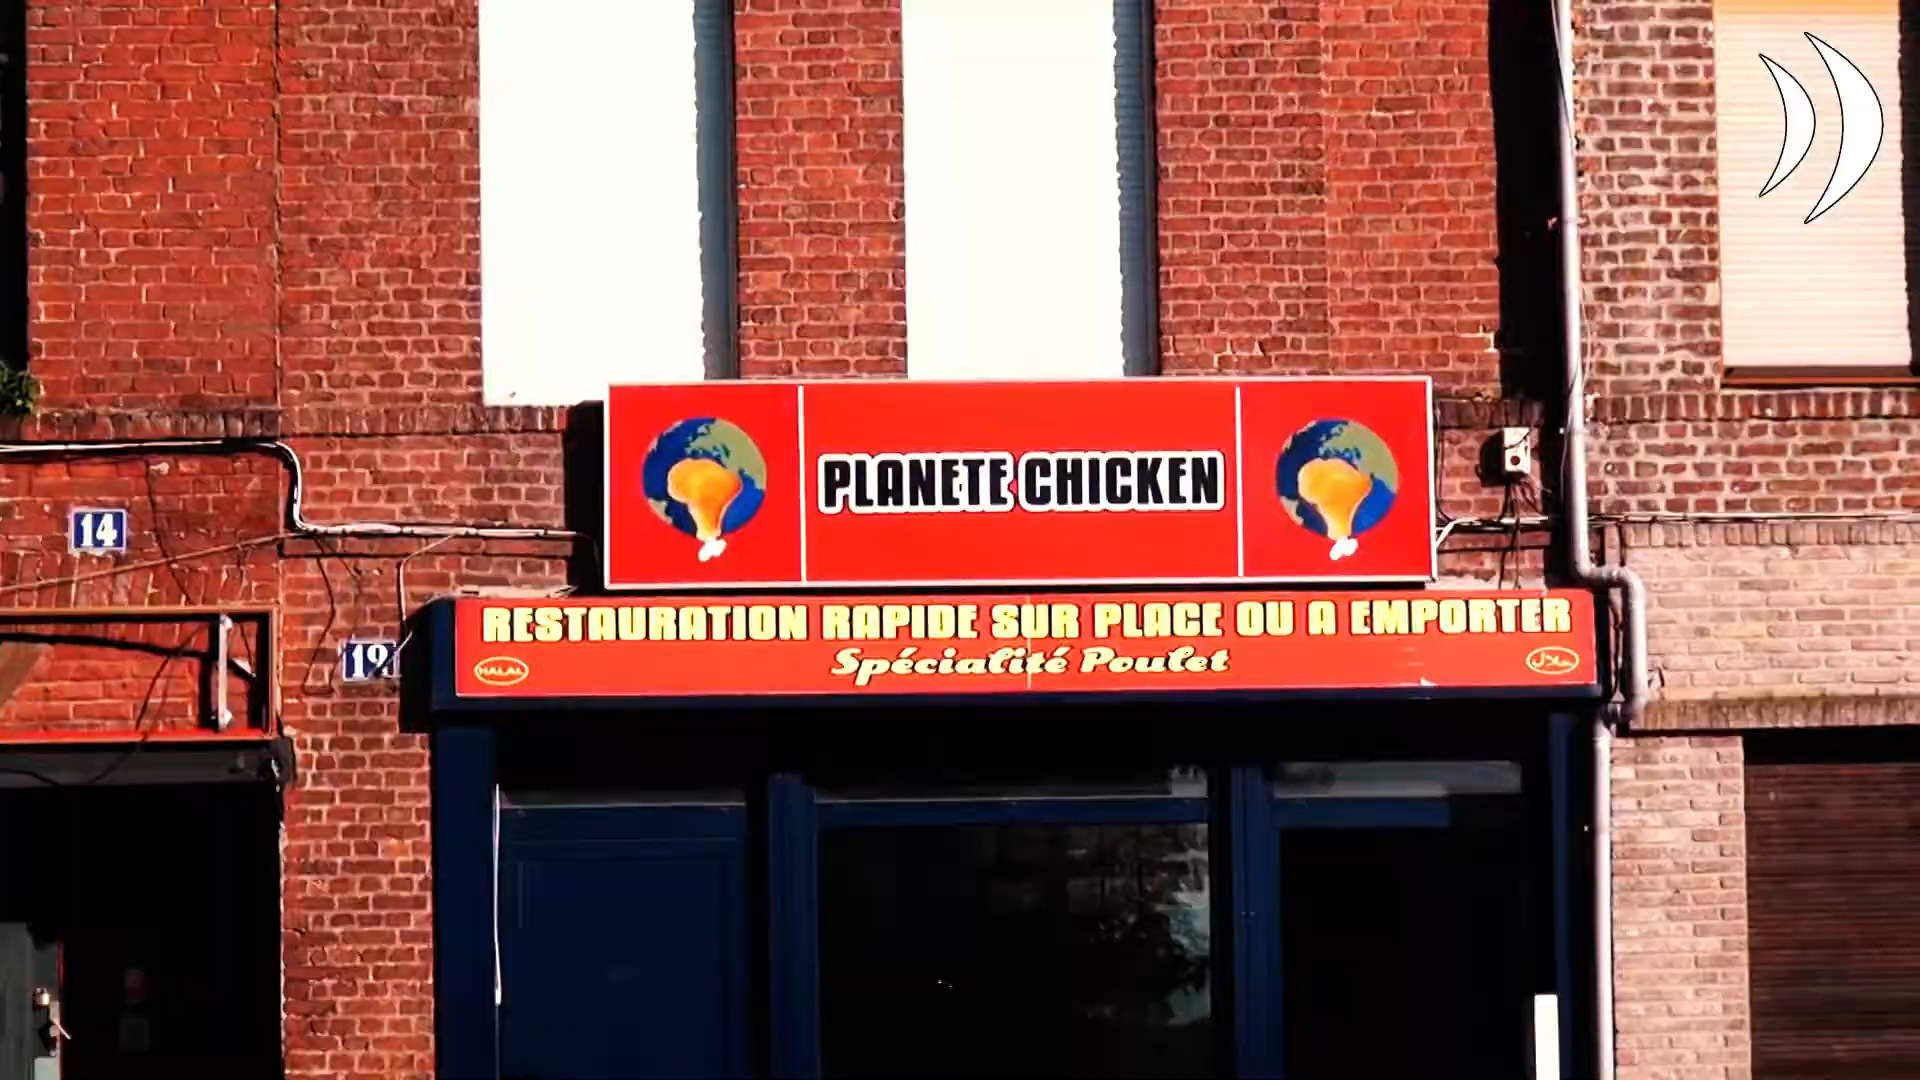 PLANETE CHICKEN
14
RESTAURATION RAPIDE SUR PLACE OU A EMPORTER
19
HALAL
Spécialité Poulet
حلال